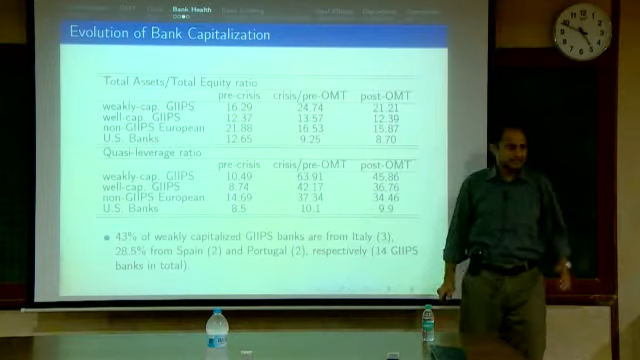 Bank Health
Evolution of Bank Capitalization
Total Assets/Total Equity ratio
pre-crisis crisis/pre-OMT post-OMT
weakly-cap. GIIPS 16.29 24.74 21.21
well-cap. GIIPS 12.37 13.57 12.39
non-GIIPS European 21.88 16.53 15.87
U.S. Banks 12.65 9.25 8.70
Quasi-leverage ratio
pre-crisis crisis/pre-OMT post-OMT
weakly-cap. GIIPS 10.49 63.91 45.86
well-cap. GIIPS 8.74 42.17 36.76
non-GIIPS European 14.69 37.34 34.46
U.S. Banks 8.5 10.1 9.9
43% of weakly capitalized GIIPS banks are from Italy (3),
28.5% from Spain (2) and Portugal (2), respectively (14 GIIPS
banks in total).